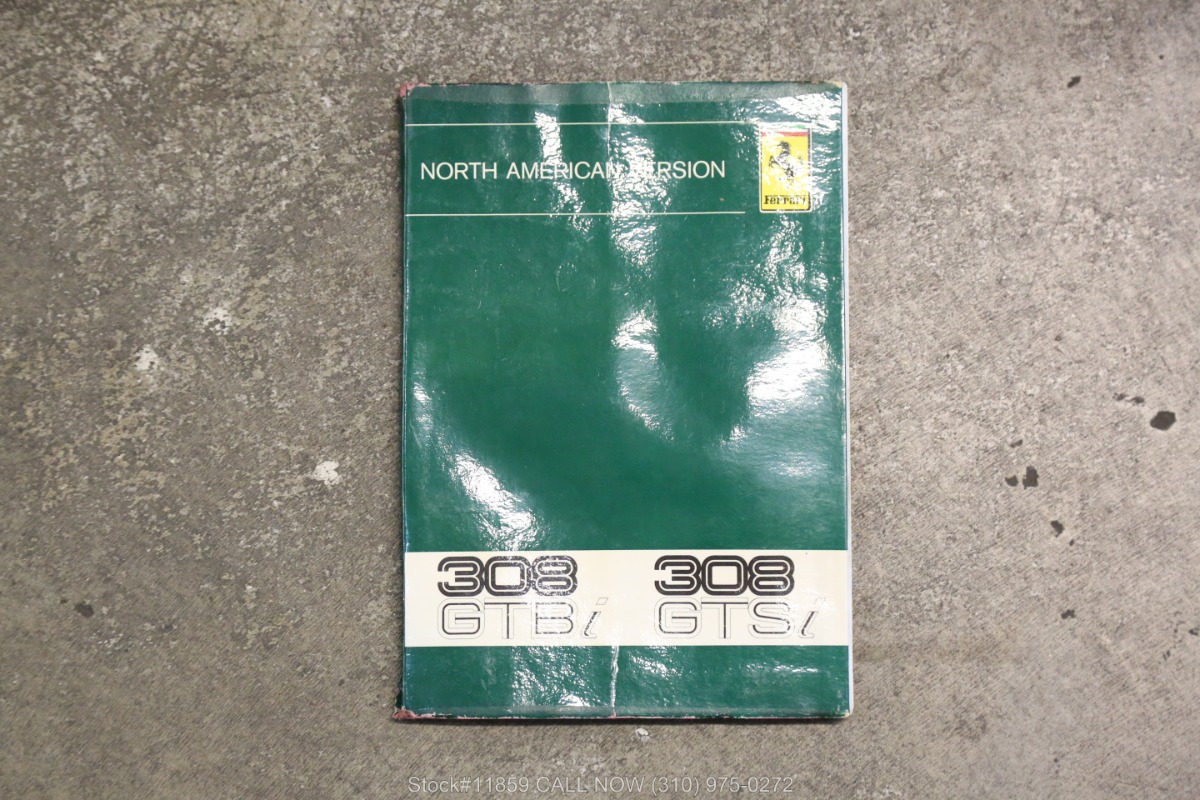 NORTH AMERICAN VERSION
Ferrari
308 308
GTBi GTSi
Stock#11859 CALL NOW (310) 975-0272